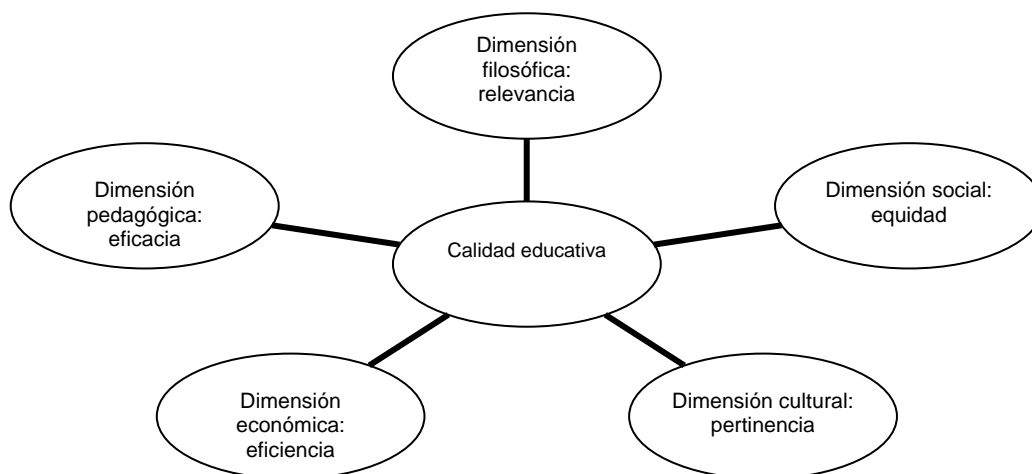 Dimensión
filosófica:
relevancia
Dimensión
pedagógica:
eficacia
Dimensión social:
equidad
Calidad educativa
Dimensión
económica:
eficiencia
Dimensión cultural:
pertinencia